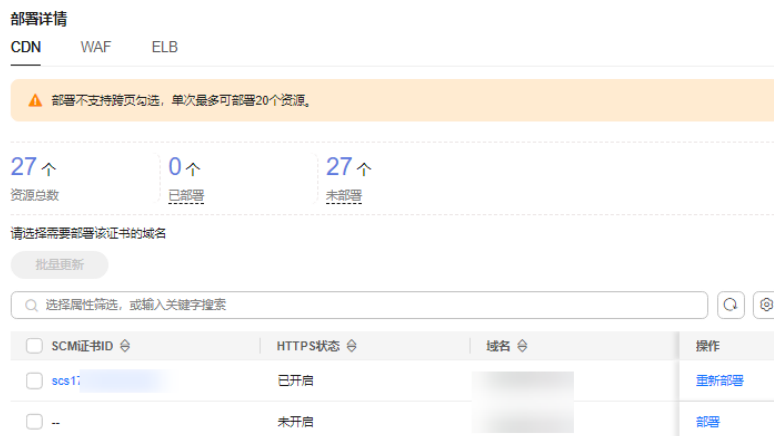 部署详情
CDN WAF ELB
部署不支持跨页勾选，单次最多可部署20个资源。
27个 0个 27个
资源总数 已部署 未部署
请选择需要部署该证书的域名
批量更新
选择属性筛选，或输入关键字搜索
SCM证书ID HTTPS状态 域名 操作
scs17 已开启 重新部署
-- 未开启 部署